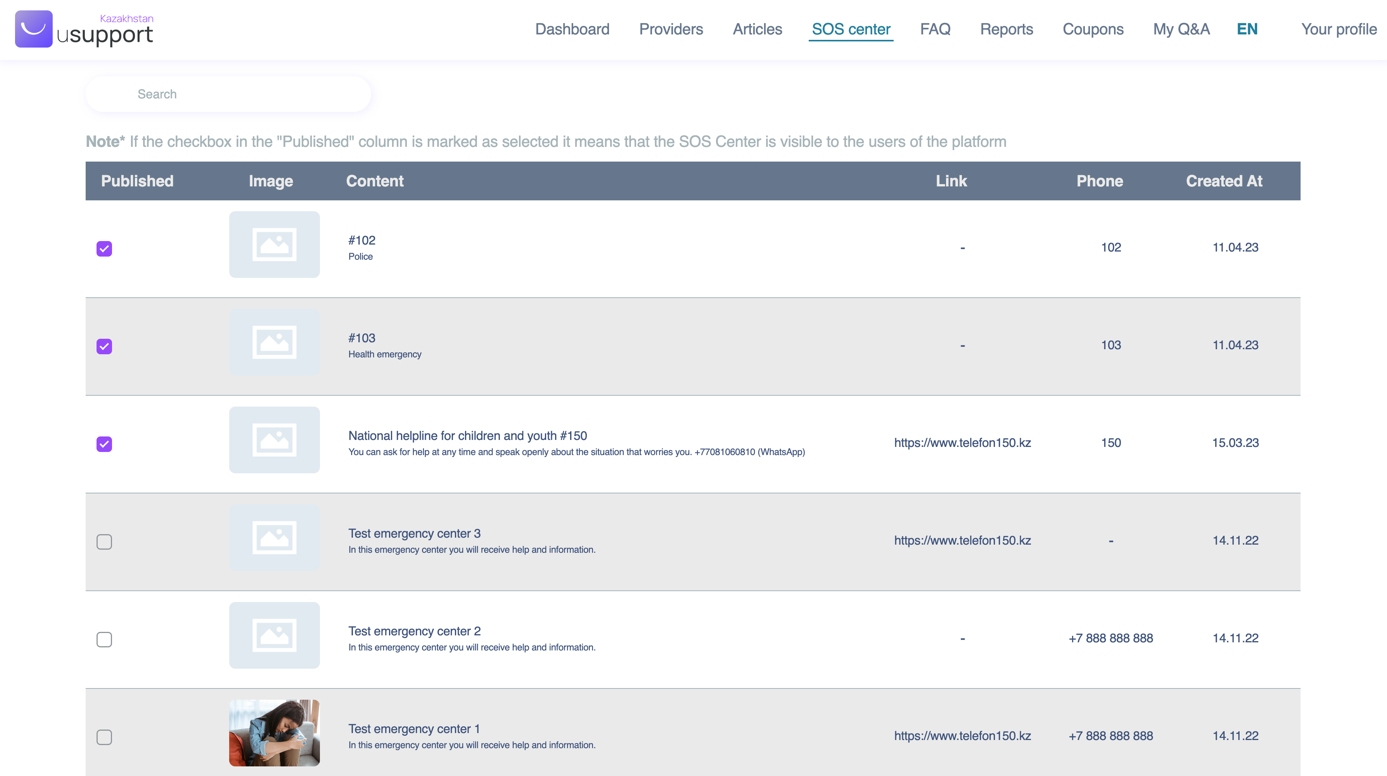 Kazakhstan
usupport
Dashboard Providers Articles SOS center FAQ Reports Coupons My Q&A EN Your profile
Search
Note* If the checkbox in the "Published" column is marked as selected it means that the SOS Center is visible to the users of the platform
Published Image Content Link Phone Created At
#102
Police
- 102 11.04.23
#103
Health emergency
- 103 11.04.23
National helpline for children and youth #150
You can ask for help at any time and speak openly about the situation that worries you. +77081060810 (WhatsApp)
https://www.telefon150.kz 150 15.03.23
Test emergency center 3
In this emergency center you will receive help and information.
https://www.telefon150.kz - 14.11.22
Test emergency center 2
In this emergency center you will receive help and information.
- +7 888 888 888 14.11.22
Test emergency center 1
In this emergency center you will receive help and information.
https://www.telefon150.kz +7 888 888 888 14.11.22